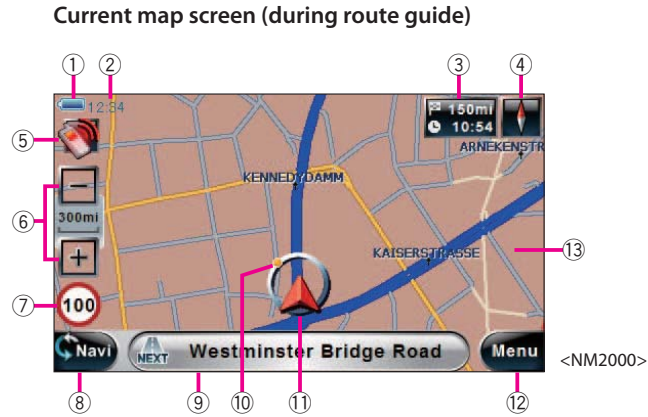 Current map screen (during route guide)
① ② ③ ④
12:34
150mi
10:54
⑤
ARNEKENSTR
KENNEDYDAMM
⑥
300mi
KAISERSTRASSE
⑬
⑦
100
Navi
NEXT
Westminster Bridge Road
Menu
<NM2000>
⑧ ⑨ ⑩ ⑪ ⑫